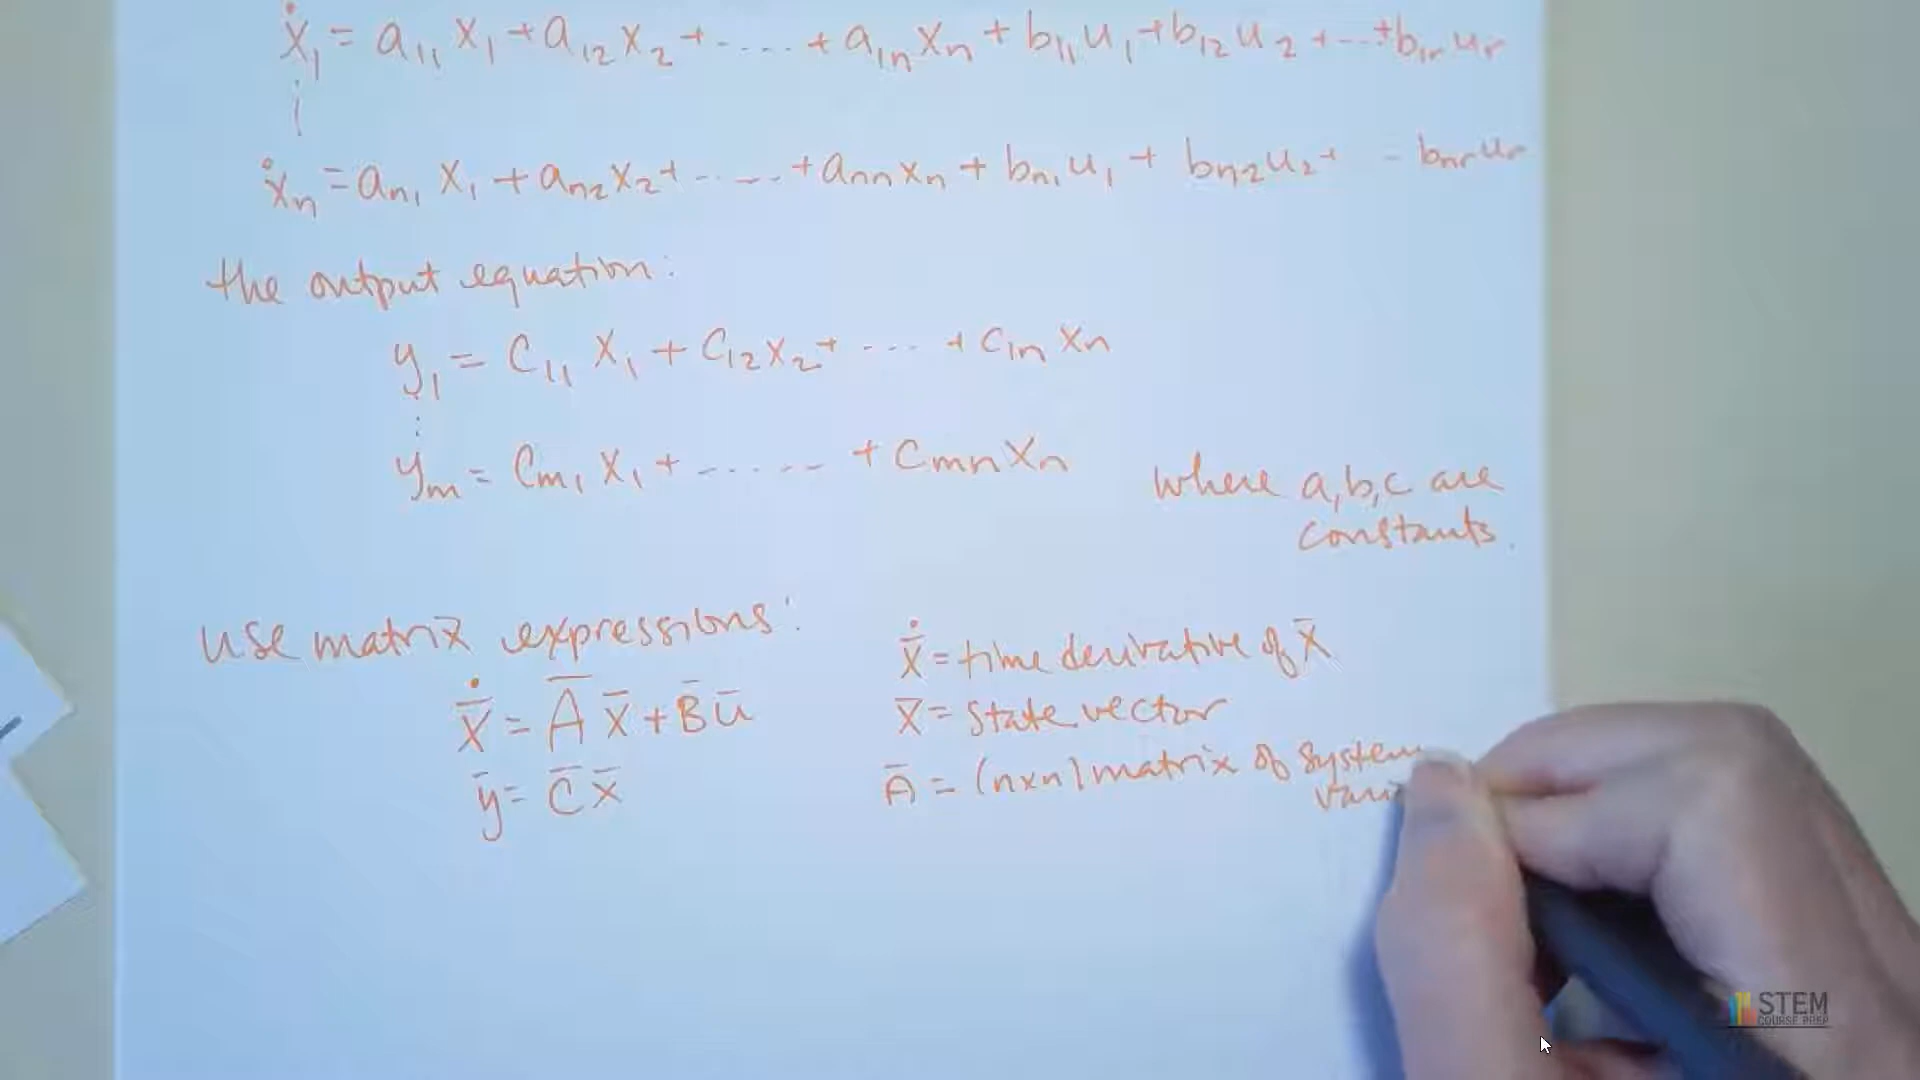 ẋ₁ = a₁₁ x₁ + a₁₂ x₂ + ..... + a₁ₙ xₙ + b₁₁ u₁ + b₁₂ u₂ + ... + b₁ᵣ uᵣ
⋮
ẋₙ = aₙ₁ x₁ + aₙ₂ x₂ + ..... + aₙₙ xₙ + bₙ₁ u₁ + bₙ₂ u₂ + - bₙᵣ uᵣ
the output equation:
y₁ = C₁₁ x₁ + C₁₂ x₂ + .... + C₁ₙ xₙ
⋮
yₘ = Cₘ₁ x₁ + ...... + Cₘₙ xₙ
where a,b,c are
constants.
use matrix expressions:
x̄̇ = Ā x̄ + B̄ ū
ȳ = C̄ x̄
x̄̇ = time derivative of x̄
x̄ = state vector
Ā = (nxn) matrix of system
STEM
COURSE PREP